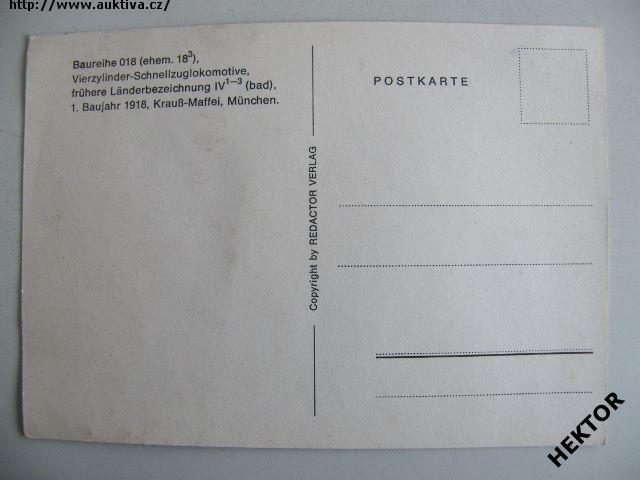 http://www.auktiva.cz/
Baureihe 018 (ehem. 18³),
Vierzylinder-Schnellzuglokomotive,
frühere Länderbezeichnung IV¹⁻³ (bad),
1. Baujahr 1918, Krauß-Maffei, München.
POSTKARTE
Copyright by REDACTOR VERLAG
HEKTOR